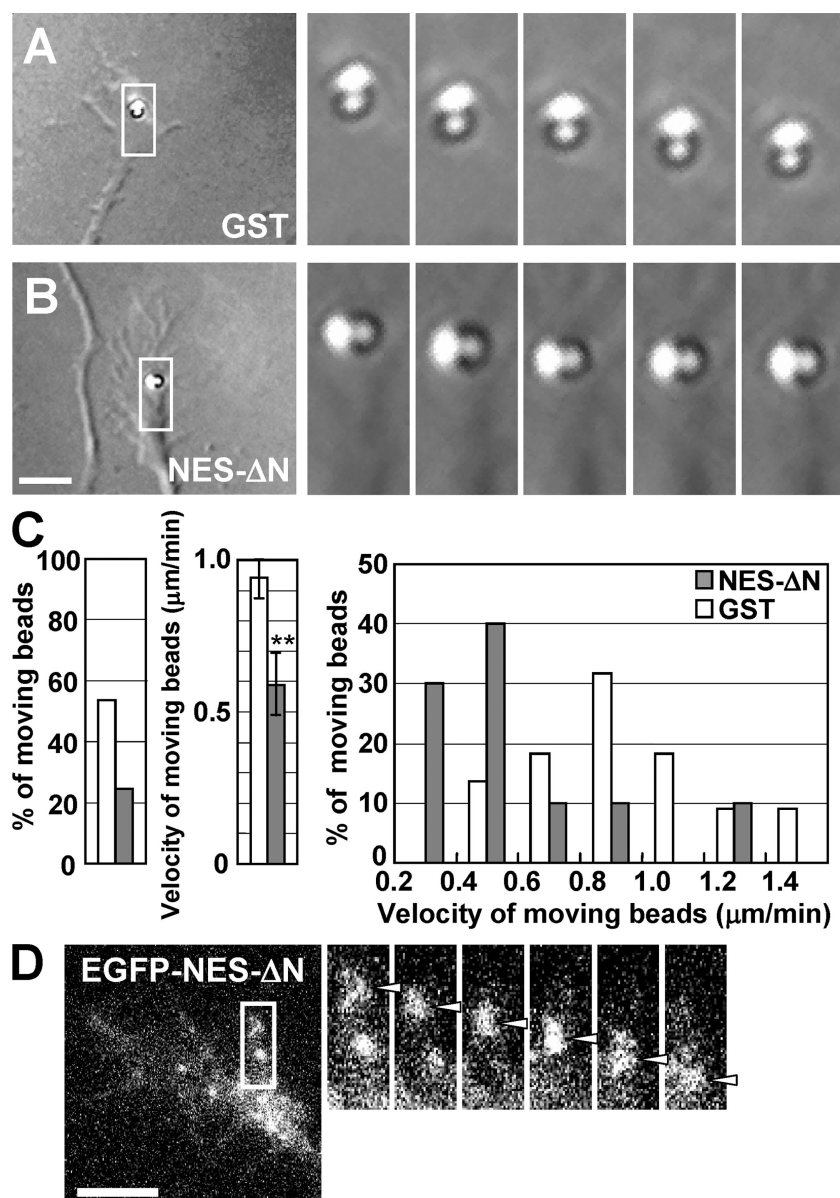 A
GST
B
NES-ΔN
C
% of moving beads
100
80
60
40
20
0
Velocity of moving beads (μm/min)
1.0
0.5
0
**
% of moving beads
50
40
30
20
10
0
NES-ΔN
GST
0.2 0.4 0.6 0.8 1.0 1.2 1.4
Velocity of moving beads (μm/min)
D
EGFP-NES-ΔN